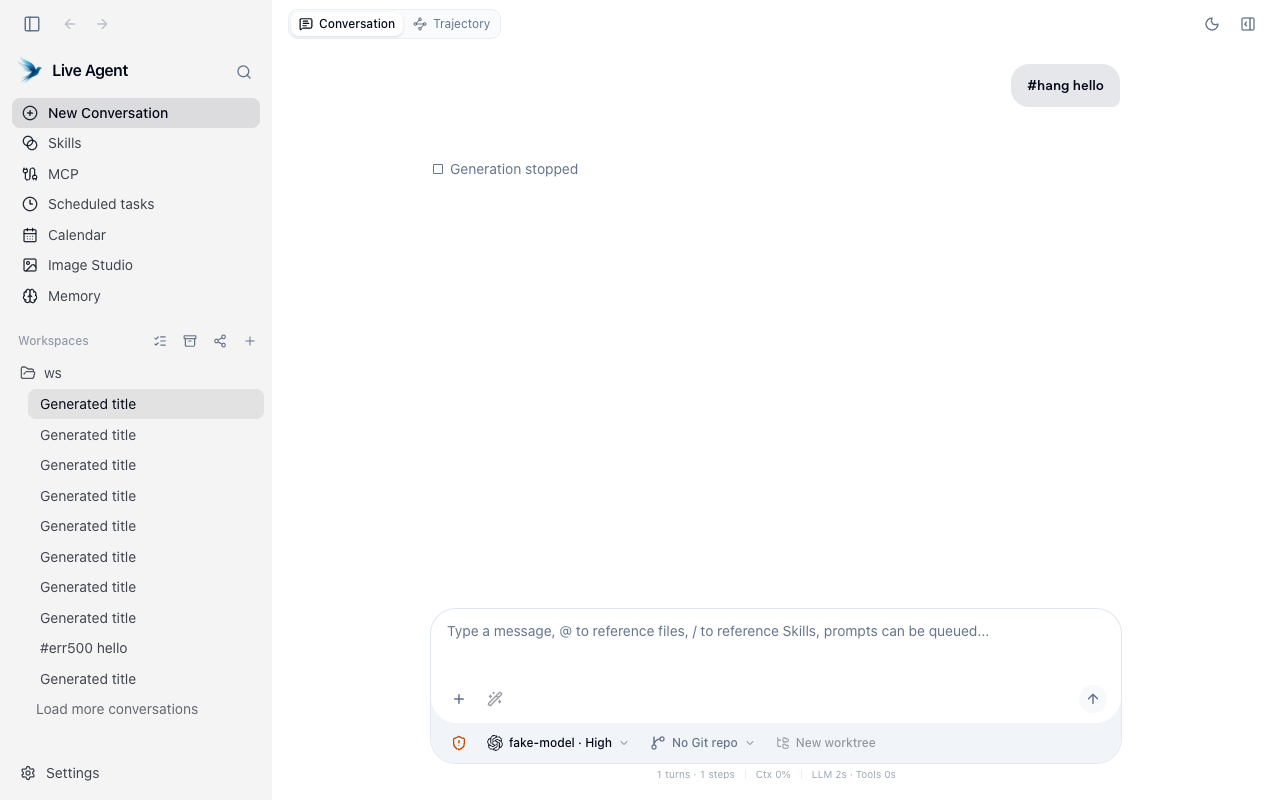 Conversation
Trajectory
Live Agent
New Conversation
Skills
MCP
Scheduled tasks
Calendar
Image Studio
Memory
Workspaces
ws
Generated title
Generated title
Generated title
Generated title
Generated title
Generated title
Generated title
Generated title
#err500 hello
Generated title
Load more conversations
Settings
#hang hello
Generation stopped
Type a message, @ to reference files, / to reference Skills, prompts can be queued...
fake-model · High
No Git repo
New worktree
1 turns · 1 steps
Ctx 0%
LLM 2s · Tools 0s